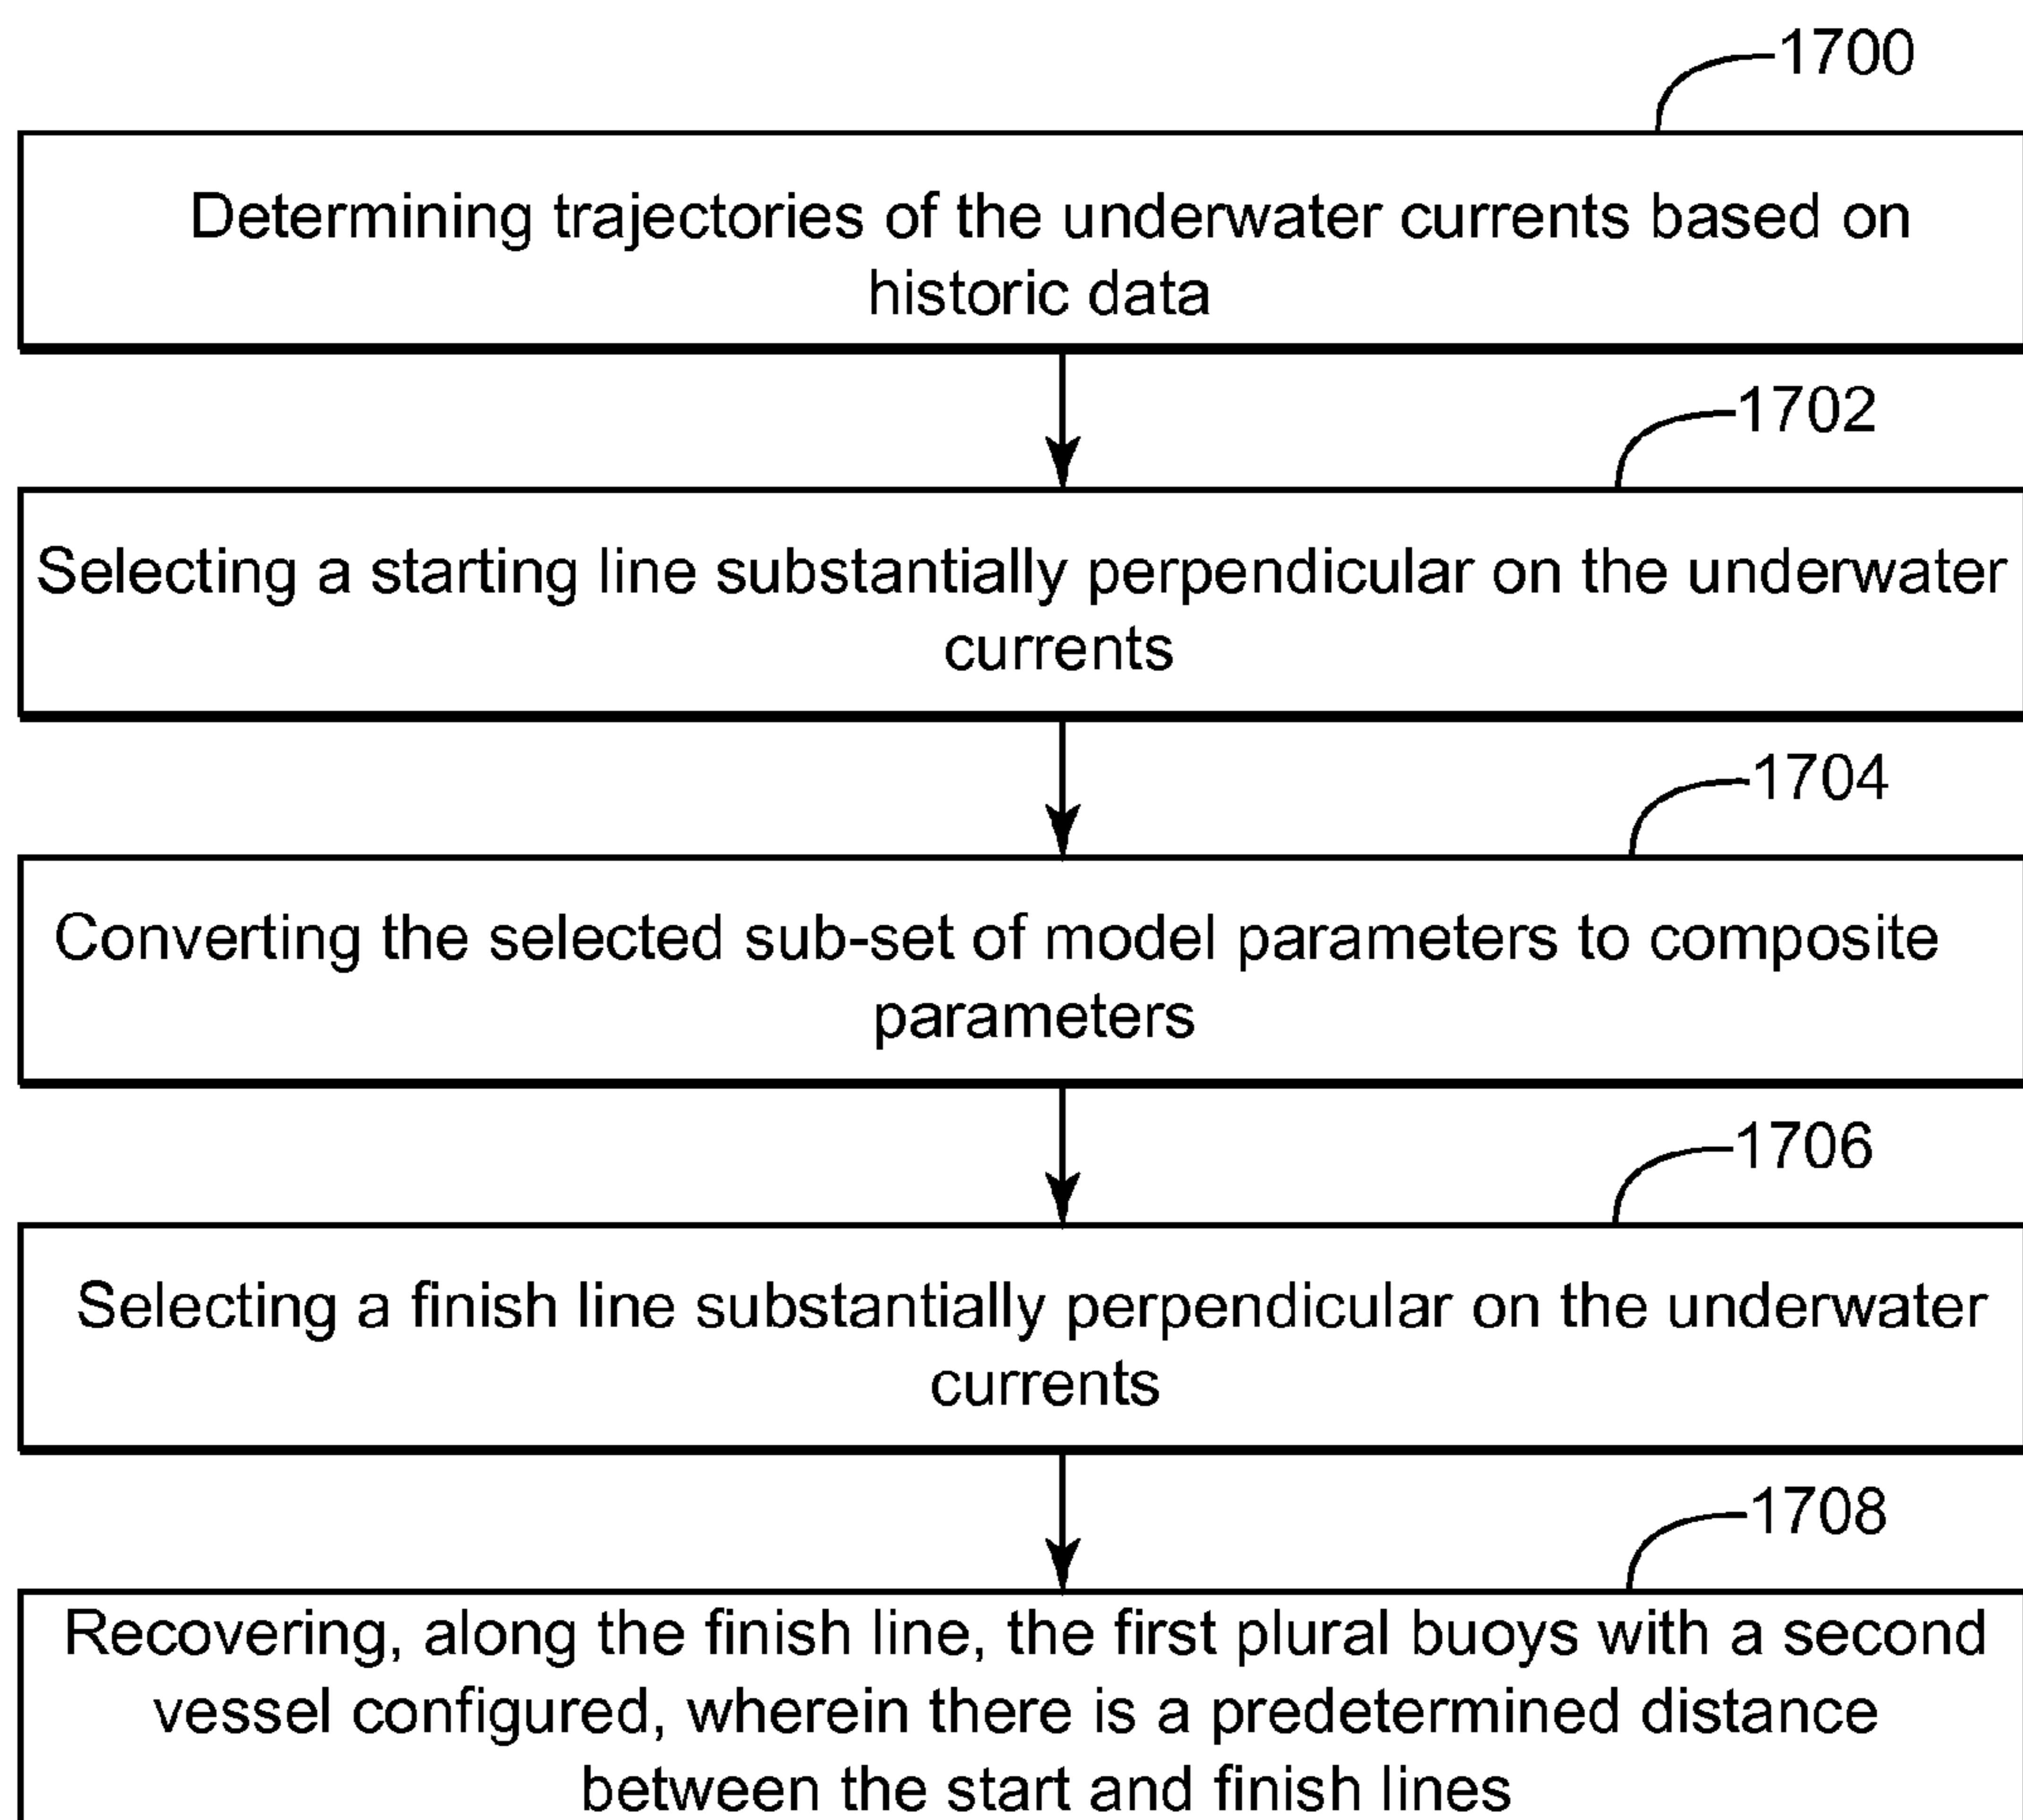 1700
Determining trajectories of the underwater currents based on
historic data
1702
Selecting a starting line substantially perpendicular on the underwater
currents
1704
Converting the selected sub-set of model parameters to composite
parameters
1706
Selecting a finish line substantially perpendicular on the underwater
currents
1708
Recovering, along the finish line, the first plural buoys with a second
vessel configured, wherein there is a predetermined distance
between the start and finish lines